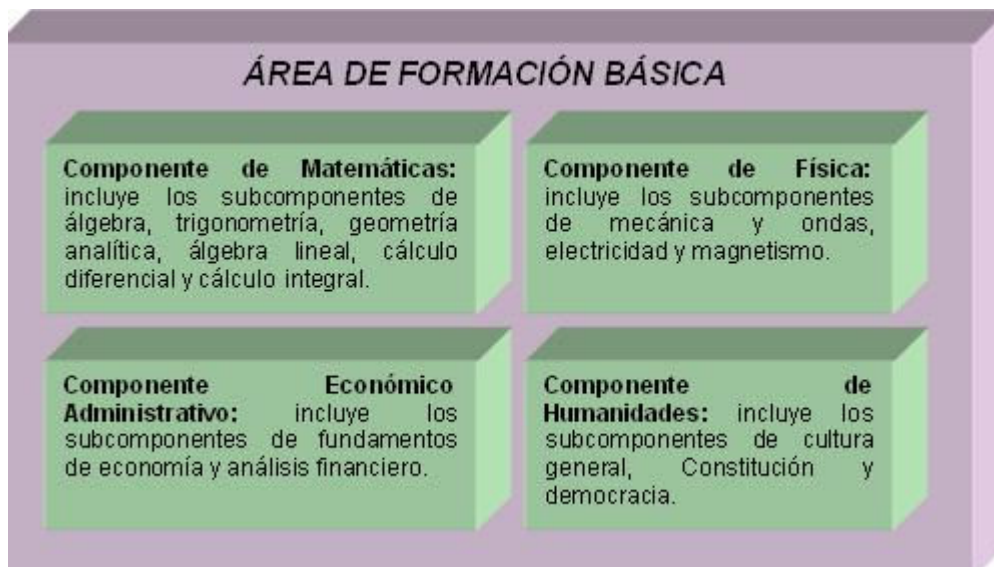 ÁREA DE FORMACIÓN BÁSICA
Componente de Matemáticas:
incluye los subcomponentes de
álgebra, trigonometría, geometría
analítica, álgebra lineal, cálculo
diferencial y cálculo integral.
Componente de Física:
incluye los subcomponentes
de mecánica y ondas,
electricidad y magnetismo.
Componente Económico
Administrativo: incluye los
subcomponentes de fundamentos
de economía y análisis financiero.
Componente de
Humanidades: incluye los
subcomponentes de cultura
general, Constitución y
democracia.